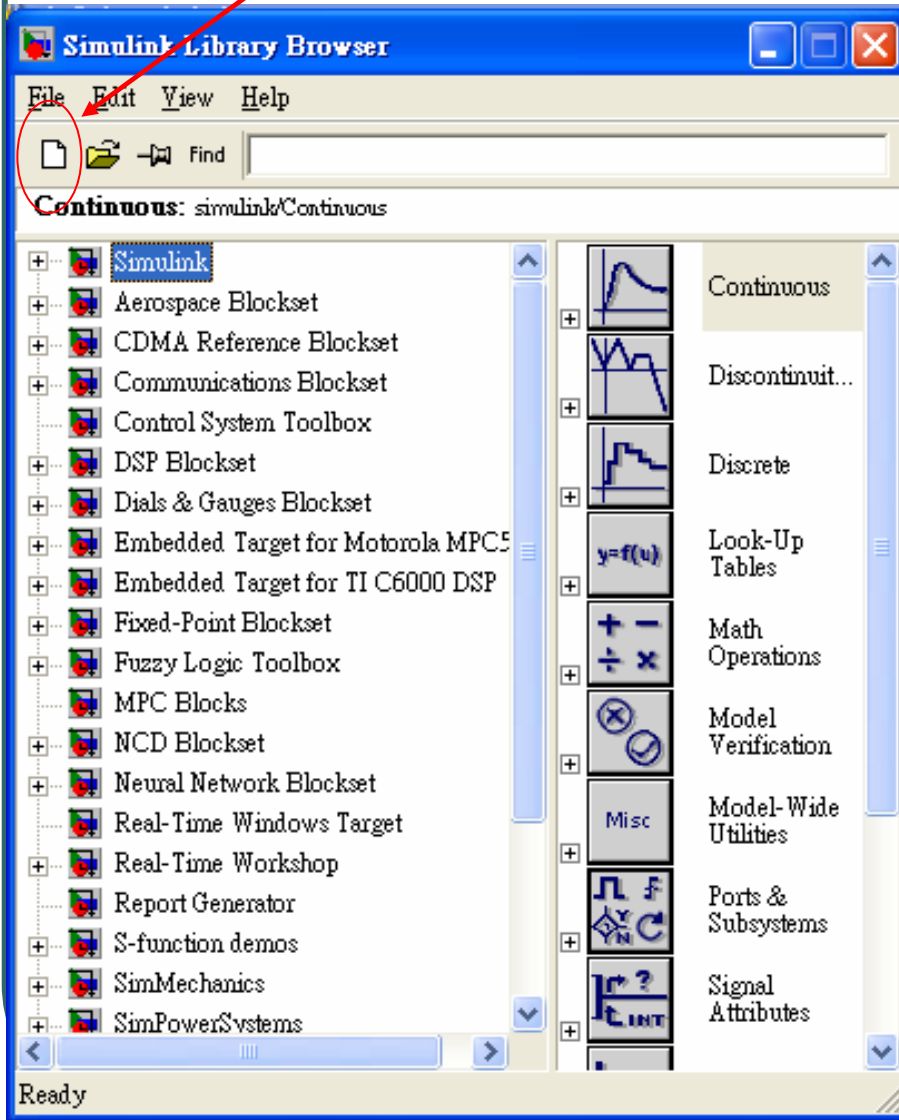 Simulink Library Browser
File Edit View Help
Find
Continuous: simulink/Continuous
Simulink
Aerospace Blockset
CDMA Reference Blockset
Communications Blockset
Control System Toolbox
DSP Blockset
Dials & Gauges Blockset
Embedded Target for Motorola MPC5
Embedded Target for TI C6000 DSP
Fixed-Point Blockset
Fuzzy Logic Toolbox
MPC Blocks
NCD Blockset
Neural Network Blockset
Real-Time Windows Target
Real-Time Workshop
Report Generator
S-function demos
SimMechanics
SimPowerSystems
Continuous
Discontinuit...
Discrete
y=f(u)
Look-Up
Tables
+ −
÷ ×
Math
Operations
Model
Verification
Misc
Model-Wide
Utilities
Y
N
Ports &
Subsystems
?
t INT
Signal
Attributes
Ready